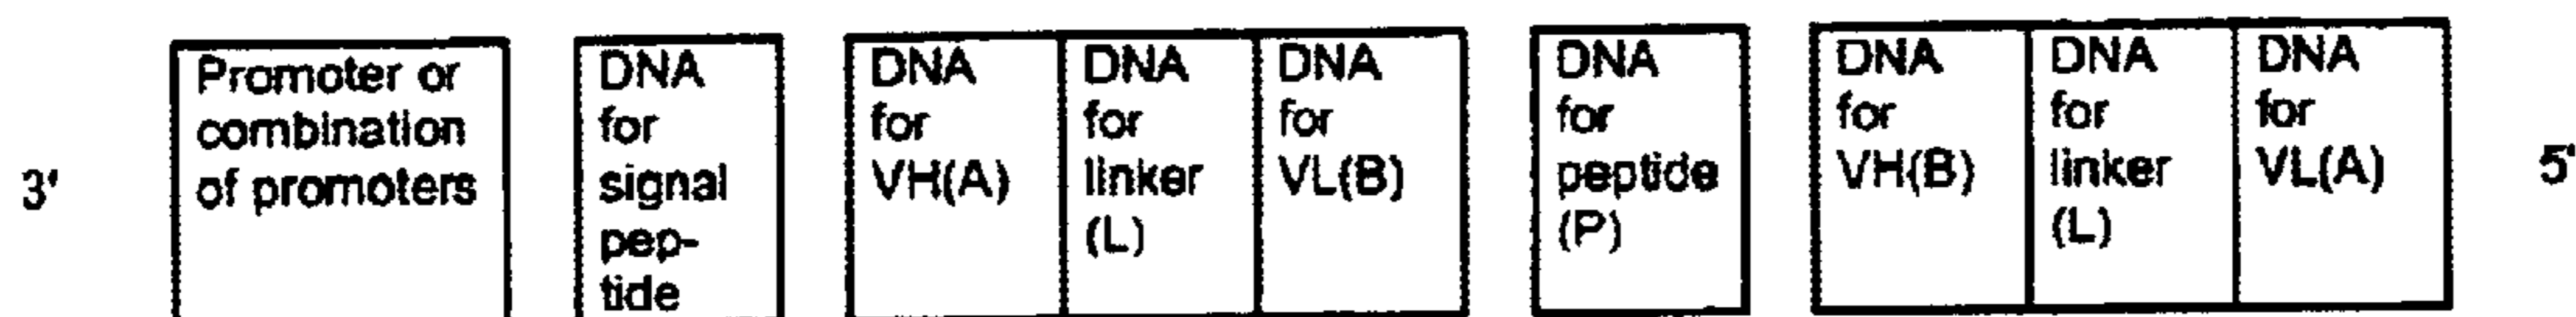 3'
Promoter or
combination
of promoters
DNA
for
signal
pep-
tide
DNA
for
VH(A)
DNA
for
linker
(L)
DNA
for
VL(B)
DNA
for
peptide
(P)
DNA
for
VH(B)
DNA
for
linker
(L)
DNA
for
VL(A)
5'